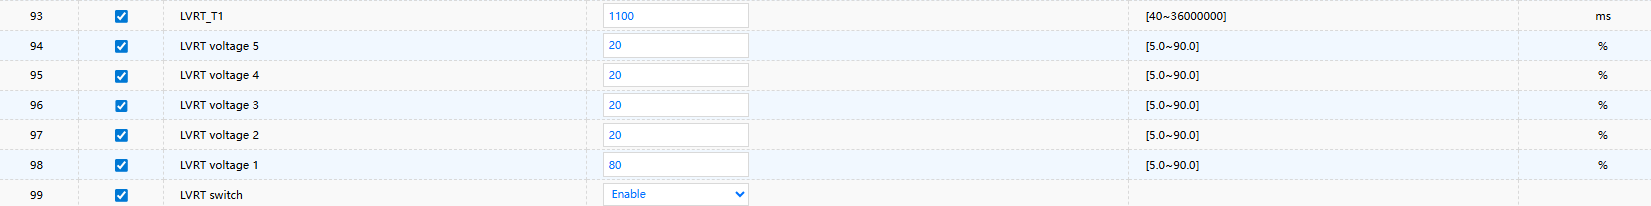 93 LVRT_T1 1100 [40~36000000] ms
94 LVRT voltage 5 20 [5.0~90.0] %
95 LVRT voltage 4 20 [5.0~90.0] %
96 LVRT voltage 3 20 [5.0~90.0] %
97 LVRT voltage 2 20 [5.0~90.0] %
98 LVRT voltage 1 80 [5.0~90.0] %
99 LVRT switch Enable